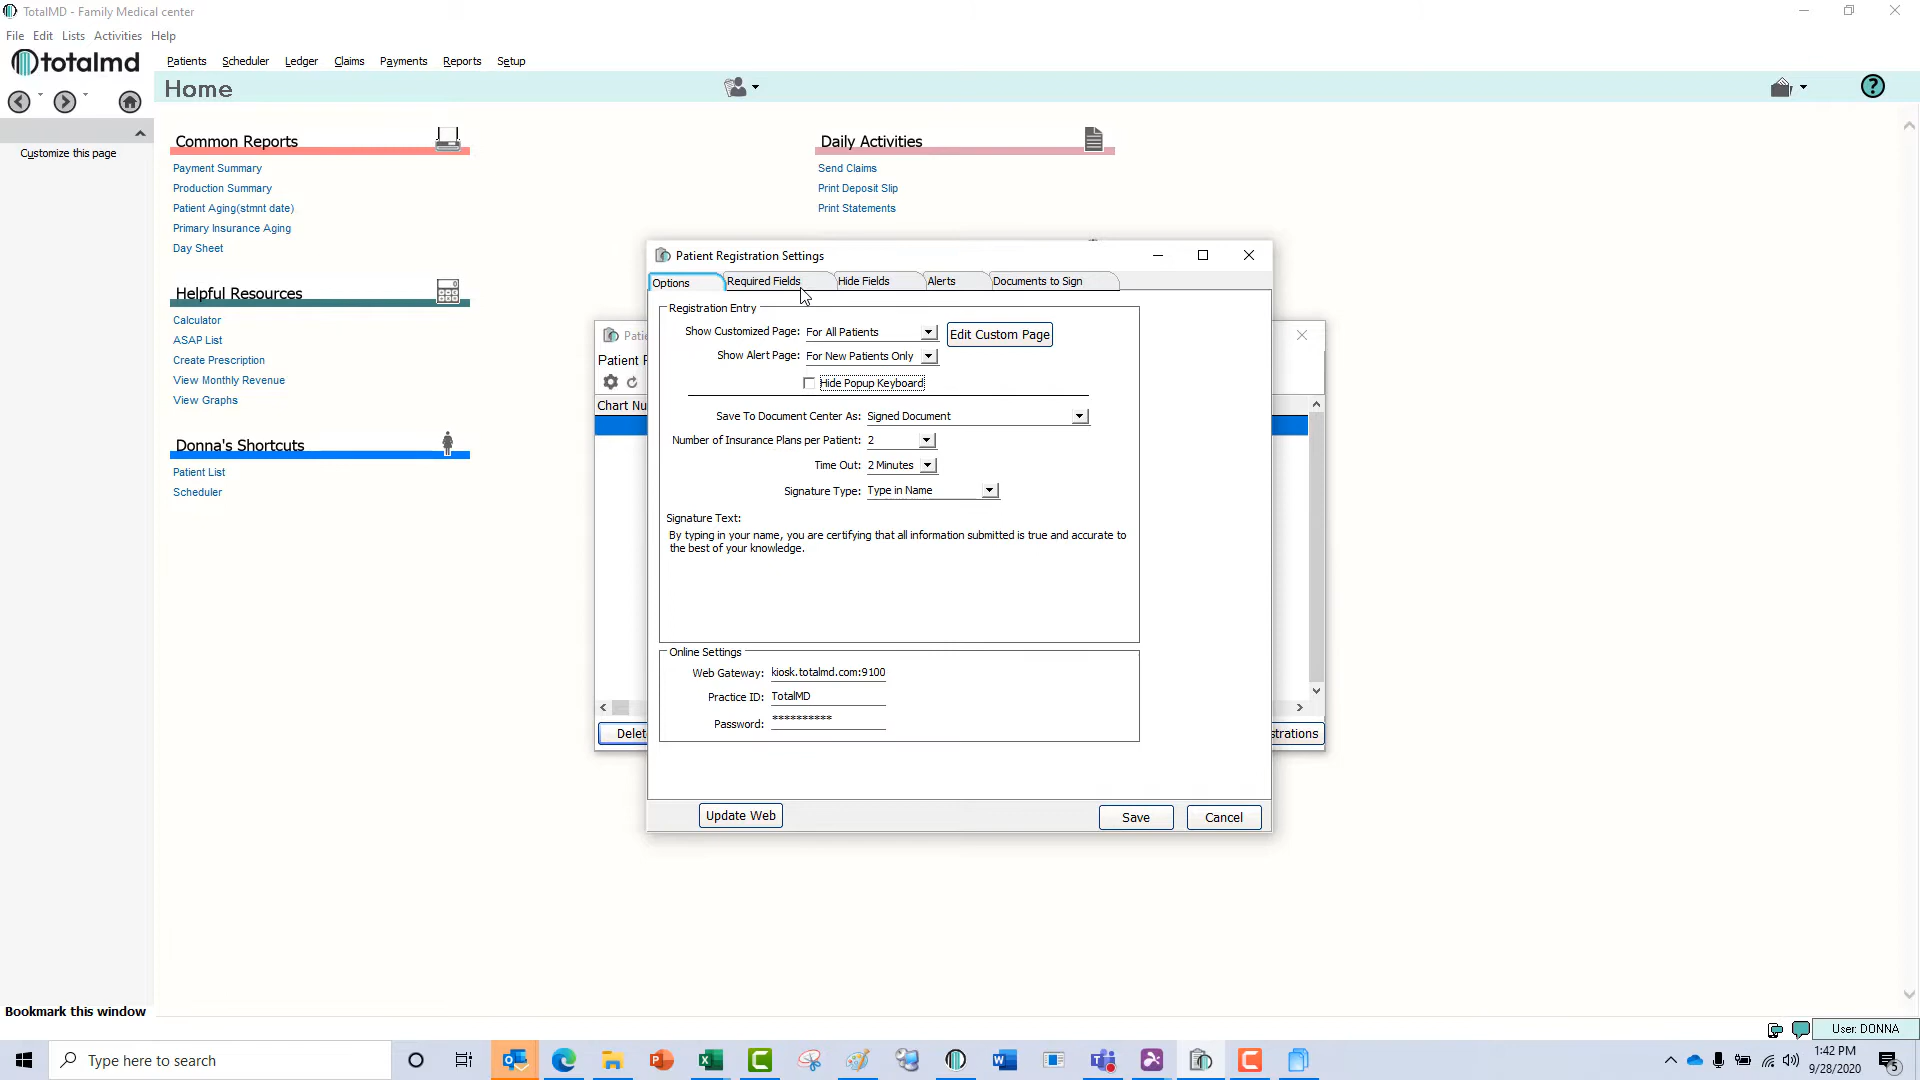 TotalMD - Family Medical center
File Edit Lists Activities Help
totalmd
Patients Scheduler Ledger Claims Payments Reports Setup
Home
?
Customize this page
Common Reports
Payment Summary
Production Summary
Patient Aging(stmnt date)
Primary Insurance Aging
Day Sheet
Helpful Resources
Calculator
ASAP List
Create Prescription
View Monthly Revenue
View Graphs
Donna's Shortcuts
Patient List
Scheduler
Daily Activities
Send Claims
Print Deposit Slip
Print Statements
Patient Registration Settings
Options Required Fields Hide Fields Alerts Documents to Sign
Registration Entry
Show Customized Page: For All Patients Edit Custom Page
Show Alert Page: For New Patients Only
Hide Popup Keyboard
Save To Document Center As: Signed Document
Number of Insurance Plans per Patient: 2
Time Out: 2 Minutes
Signature Type: Type in Name
Signature Text:
By typing in your name, you are certifying that all information submitted is true and accurate to
the best of your knowledge.
Online Settings
Web Gateway: kiosk.totalmd.com:9100
Practice ID: TotalMD
Password: **********
Update Web Save Cancel
Chart Nu
Delet
strations
Bookmark this window
User: DONNA
Type here to search
1:42 PM
9/28/2020
5